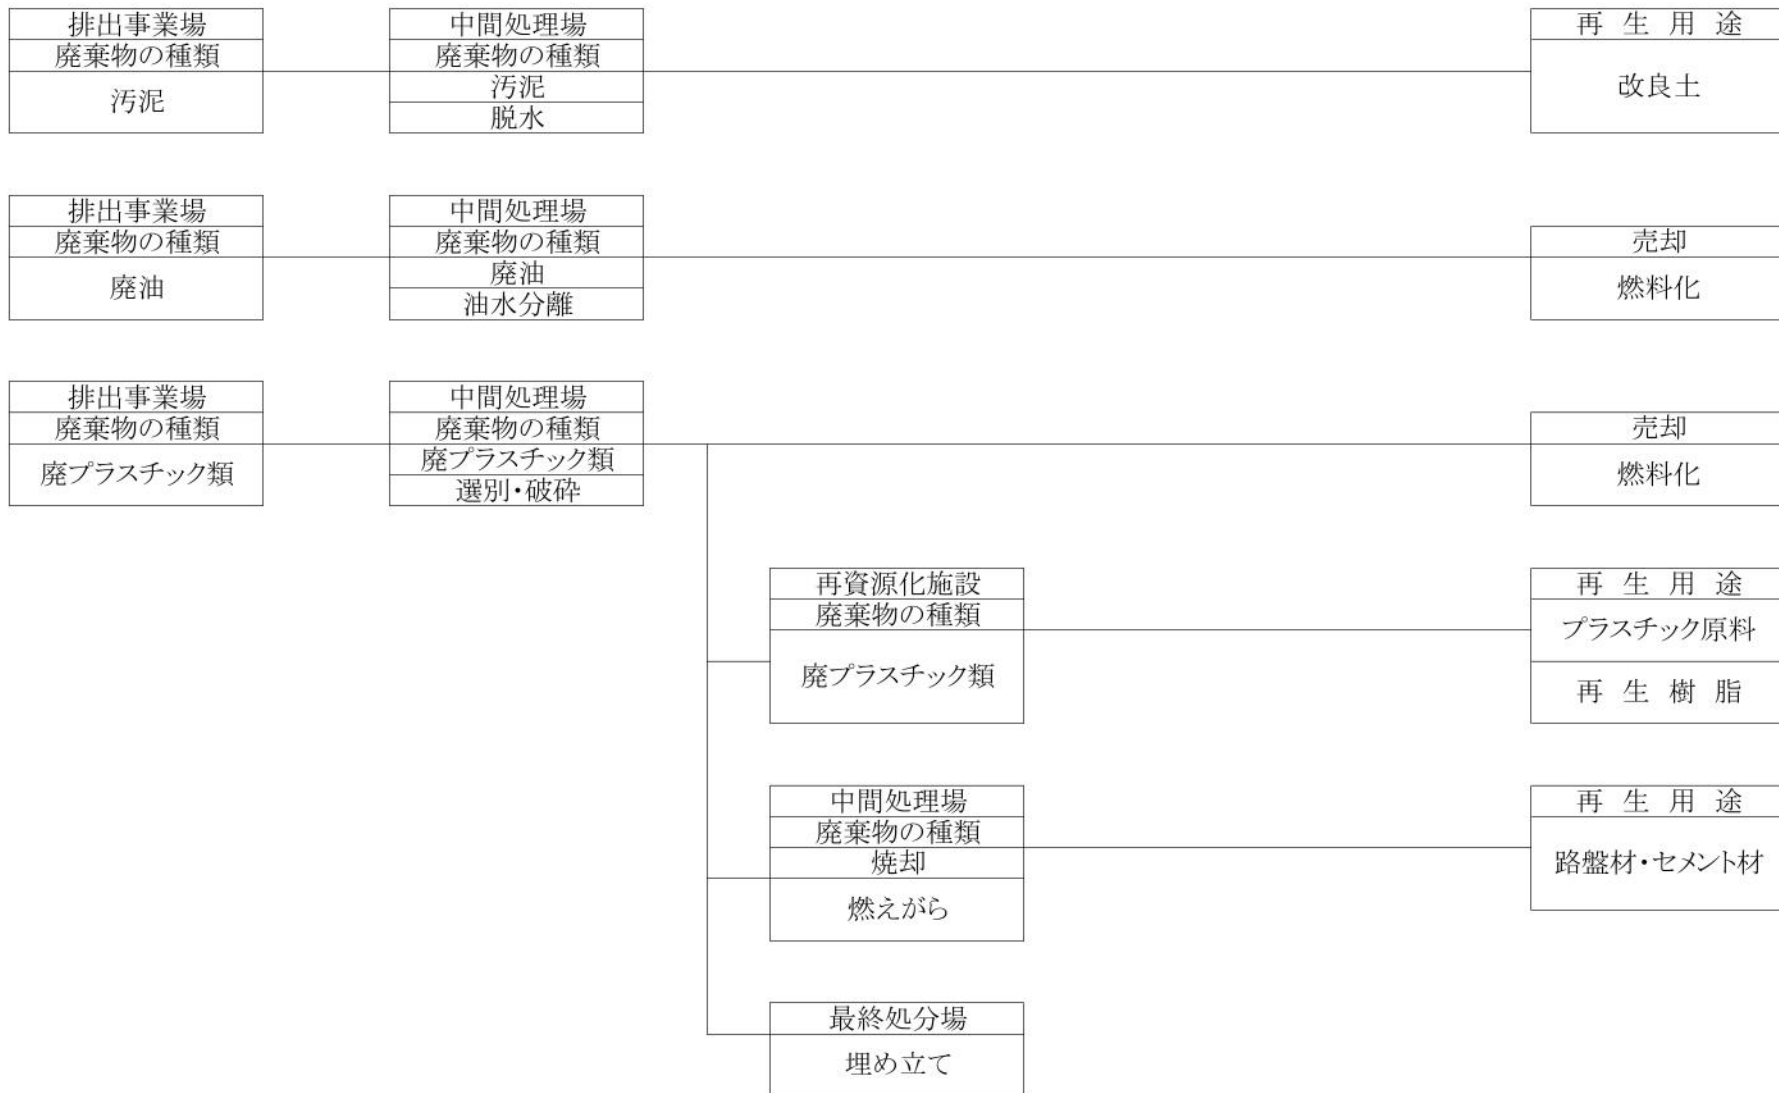 排出事業場
廃棄物の種類
汚泥
中間処理場
廃棄物の種類
汚泥
脱水
再 生 用 途
改良土
排出事業場
廃棄物の種類
廃油
中間処理場
廃棄物の種類
廃油
油水分離
売却
燃料化
排出事業場
廃棄物の種類
廃プラスチック類
中間処理場
廃棄物の種類
廃プラスチック類
選別・破砕
売却
燃料化
再資源化施設
廃棄物の種類
廃プラスチック類
再 生 用 途
プラスチック原料
再 生 樹 脂
中間処理場
廃棄物の種類
焼却
燃えがら
再 生 用 途
路盤材・セメント材
最終処分場
埋め立て